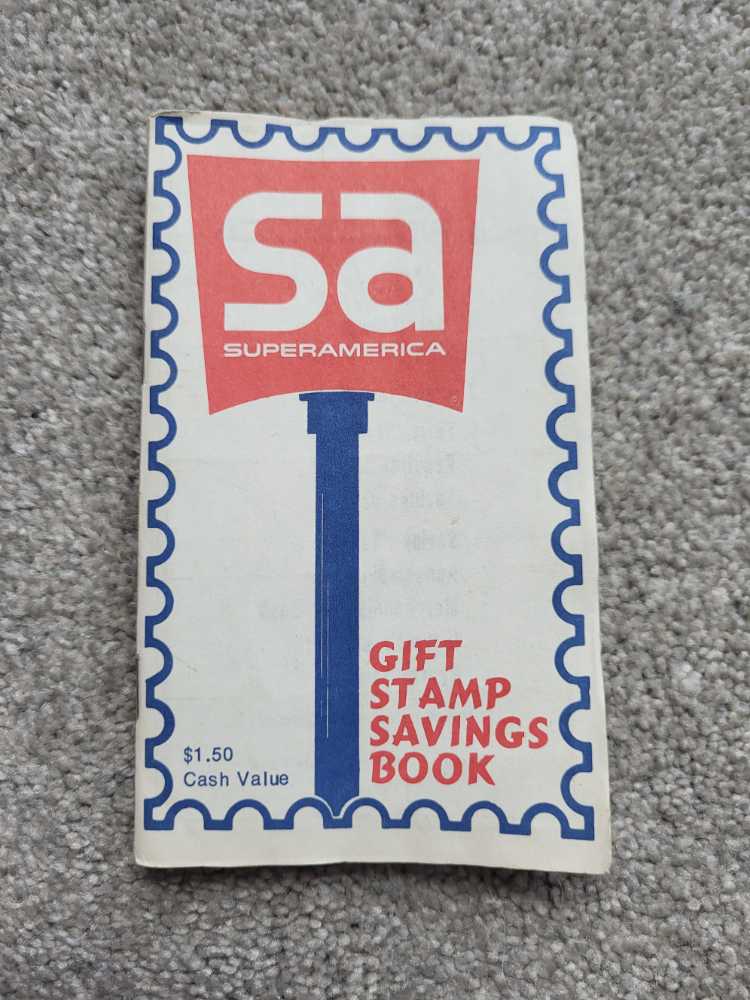 sa
SUPERAMERICA
GIFT
STAMP
SAVINGS
BOOK
$1.50
Cash Value